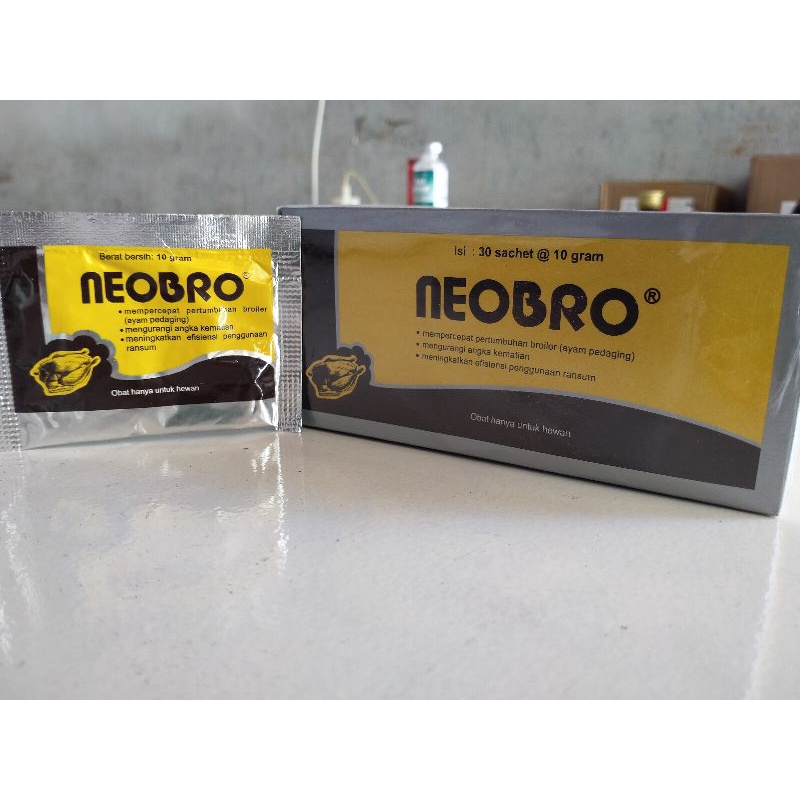 Berat bersih: 10 gram
NEOBRO®
• mempercepat pertumbuhan broiler
(ayam pedaging)
• mengurangi angka kematian
• meningkatkan efisiensi penggunaan
ransum
Obat hanya untuk hewan
Isi : 30 sachet @ 10 gram
NEOBRO®
• mempercepat pertumbuhan broiler (ayam pedaging)
• mengurangi angka kematian
• meningkatkan efisiensi penggunaan ransum
Obat hanya untuk hewan